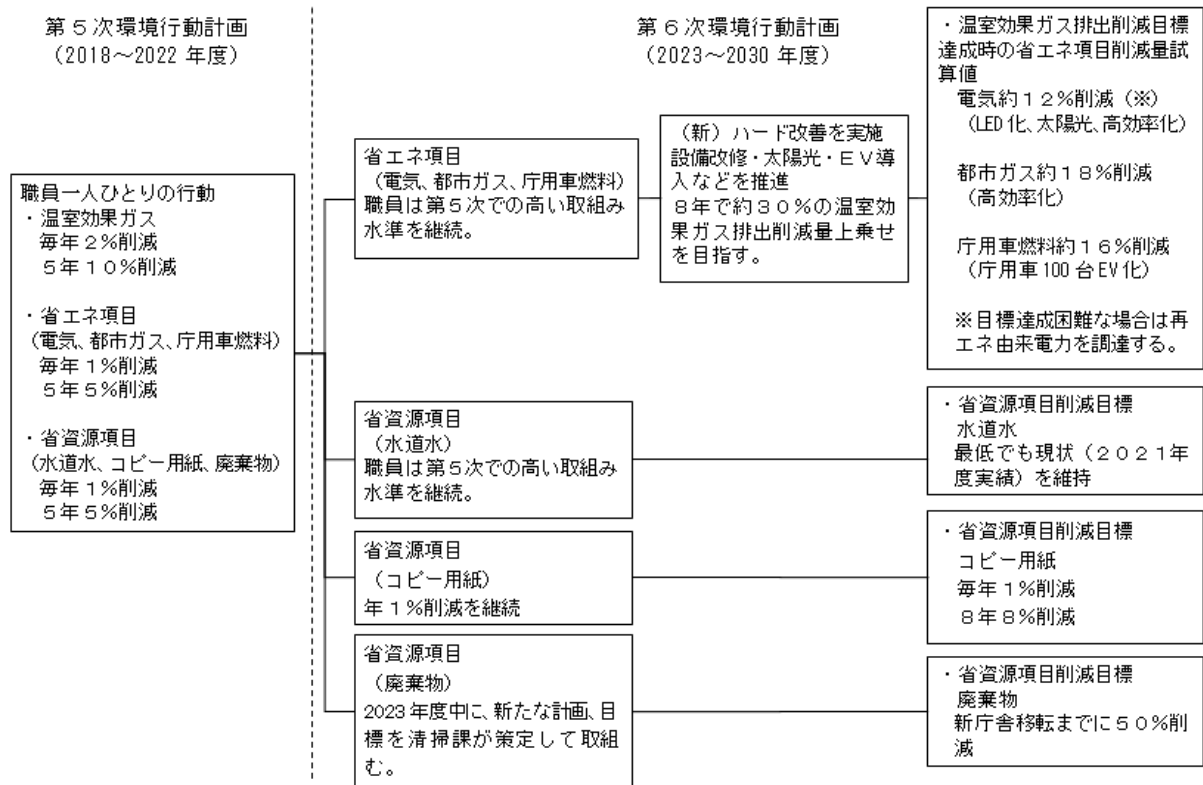 第５次環境行動計画
（2018～2022 年度）
職員一人ひとりの行動
・温室効果ガス
毎年２％削減
５年１０％削減
・省エネ項目
（電気、都市ガス、庁用車燃料）
毎年１％削減
５年５％削減
・省資源項目
（水道水、コピー用紙、廃棄物）
毎年１％削減
５年５％削減
第６次環境行動計画
（2023～2030 年度）
省エネ項目
（電気、都市ガス、庁用車燃料）
職員は第５次での高い取組み
水準を継続。
（新）ハード改善を実施
設備改修・太陽光・ＥＶ導
入などを推進
８年で約３０％の温室効
果ガス排出削減量上乗せ
を目指す。
・温室効果ガス排出削減目標
達成時の省エネ項目削減量試
算値
電気約１２％削減（※）
（LED 化、太陽光、高効率化）
都市ガス約１８％削減
（高効率化）
庁用車燃料約１６％削減
（庁用車 100 台 EV 化）
※目標達成困難な場合は再
エネ由来電力を調達する。
省資源項目
（水道水）
職員は第５次での高い取組み
水準を継続。
・省資源項目削減目標
水道水
最低でも現状（２０２１年
度実績）を維持
省資源項目
（コピー用紙）
年１％削減を継続
・省資源項目削減目標
コピー用紙
毎年１％削減
８年８％削減
省資源項目
（廃棄物）
2023 年度中に、新たな計画、目
標を清掃課が策定して取組
む。
・省資源項目削減目標
廃棄物
新庁舎移転までに５０％削
減